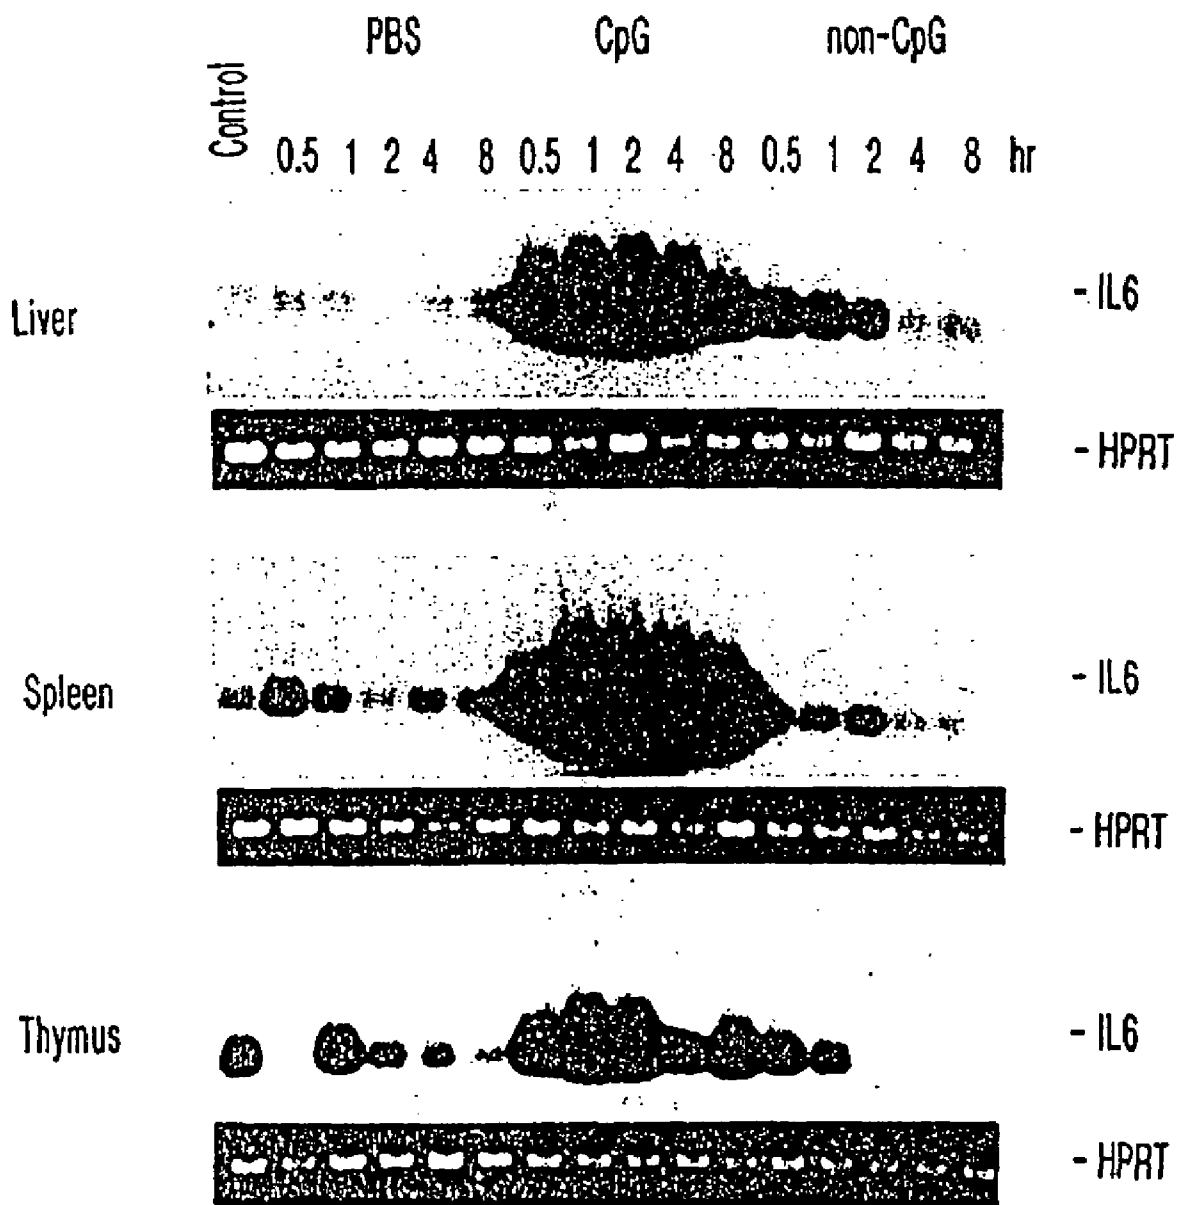 PBS CpG non-CpG
Control
0.5 1 2 4 8 0.5 1 2 4 8 0.5 1 2 4 8 hr
Liver
- IL6
- HPRT
Spleen
- IL6
- HPRT
Thymus
- IL6
- HPRT